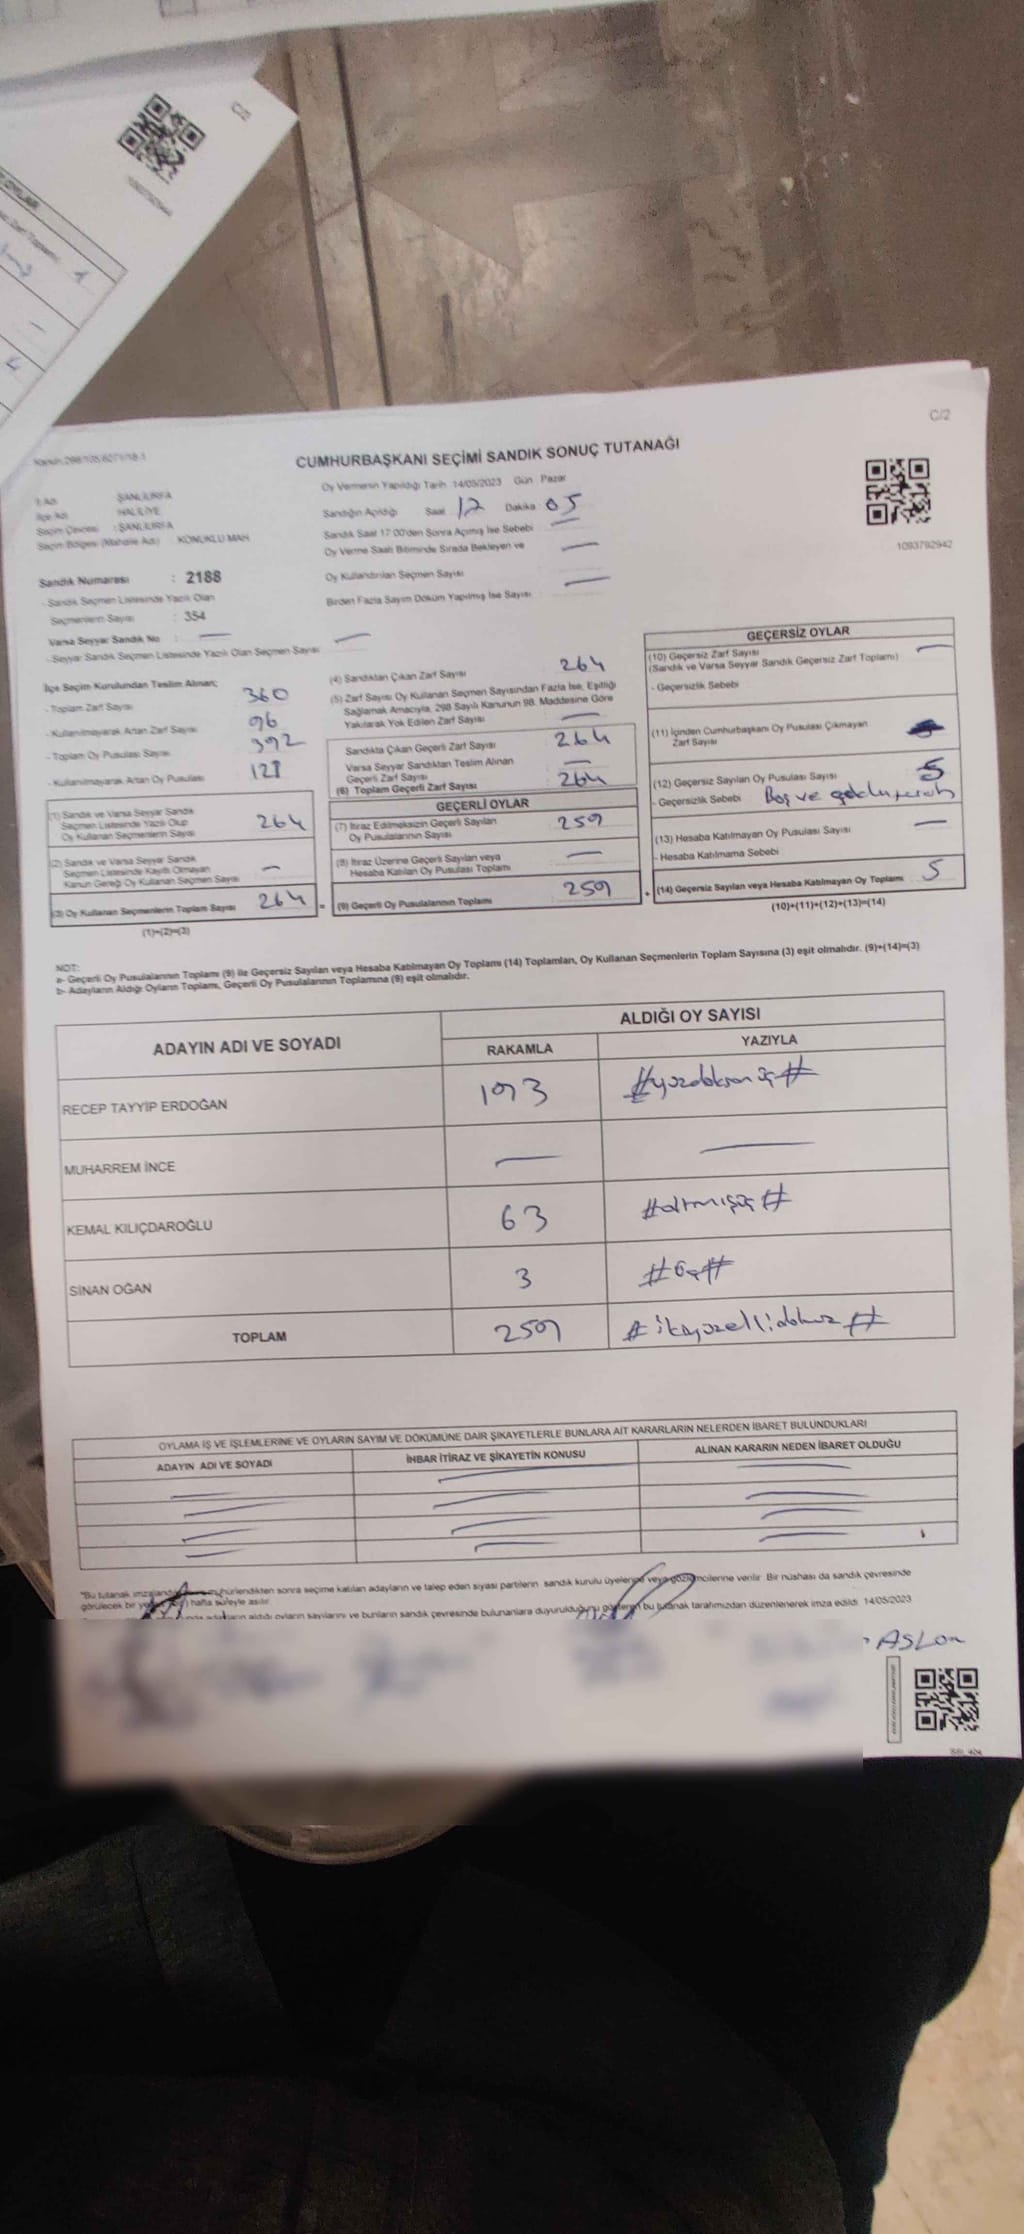 C/2
CUMHURBAŞKANI SEÇİMİ SANDIK SONUÇ TUTANAĞI
İl Adı ŞANLIURFA
İlçe Adı HALİLİYE
Seçim Çevresi : ŞANLIURFA
Seçim Bölgesi (Mahalle Adı) KONUKLU MAH
Oy Vermenin Yapıldığı Tarih 14/05/2023 Gün Pazar
Sandığın Açıldığı Saat 12 Dakika 05
Sandık Saat 17:00'den Sonra Açılmış İse Sebebi —
Oy Verme Saati Bitiminde Sırada Bekleyen ve
Oy Kullandırılan Seçmen Sayısı —
Birden Fazla Sayım Döküm Yapılmış İse Sayısı : —
1093792942
Sandık Numarası : 2188
- Sandık Seçmen Listesinde Yazılı Olan
Seçmenlerin Sayısı : 354
Varsa Seyyar Sandık No : —
- Seyyar Sandık Seçmen Listesinde Yazılı Olan Seçmen Sayısı —
İlçe Seçim Kurulundan Teslim Alınan;
- Toplam Zarf Sayısı 360
- Kullanılmayarak Artan Zarf Sayısı 96
- Toplam Oy Pusulası Sayısı 392
- Kullanılmayarak Artan Oy Pusulası 128
(1) Sandık ve Varsa Seyyar Sandık
Seçmen Listesinde Yazılı Olup
Oy Kullanan Seçmenlerin Sayısı 264
(2) Sandık ve Varsa Seyyar Sandık
Seçmen Listesinde Kayıtlı Olmayan
Kanun Gereği Oy Kullanan Seçmen Sayısı —
(3) Oy Kullanan Seçmenlerin Toplam Sayısı 264 =
(1)+(2)=(3)
(4) Sandıktan Çıkan Zarf Sayısı 264
(5) Zarf Sayısı Oy Kullanan Seçmen Sayısından Fazla İse, Eşitliği
Sağlamak Amacıyla, 298 Sayılı Kanunun 98. Maddesine Göre
Yakılarak Yok Edilen Zarf Sayısı —
Sandıkta Çıkan Geçerli Zarf Sayısı 264
Varsa Seyyar Sandıktan Teslim Alınan
Geçerli Zarf Sayısı —
(6) Toplam Geçerli Zarf Sayısı 264
GEÇERLİ OYLAR
(7) İtiraz Edilmeksizin Geçerli Sayılan
Oy Pusulalarının Sayısı 259
(8) İtiraz Üzerine Geçerli Sayılan veya
Hesaba Katılan Oy Pusulası Toplamı —
(9) Geçerli Oy Pusulalarının Toplamı 259 +
GEÇERSİZ OYLAR
(10) Geçersiz Zarf Sayısı —
(Sandık ve Varsa Seyyar Sandık Geçersiz Zarf Toplamı)
- Geçersizlik Sebebi
(11) İçinden Cumhurbaşkanı Oy Pusulası Çıkmayan
Zarf Sayısı
(12) Geçersiz Sayılan Oy Pusulası Sayısı 5
- Geçersizlik Sebebi Boş ve
(13) Hesaba Katılmayan Oy Pusulası Sayısı —
- Hesaba Katılmama Sebebi
(14) Geçersiz Sayılan veya Hesaba Katılmayan Oy Toplamı 5
(10)+(11)+(12)+(13)=(14)
NOT:
a- Geçerli Oy Pusulalarının Toplamı (9) ile Geçersiz Sayılan veya Hesaba Katılmayan Oy Toplamı (14) Toplamları, Oy Kullanan Seçmenlerin Toplam Sayısına (3) eşit olmalıdır. (9)+(14)=(3)
b- Adayların Aldığı Oyların Toplamı, Geçerli Oy Pusulalarının Toplamına (9) eşit olmalıdır.
ADAYIN ADI VE SOYADI
ALDIĞI OY SAYISI
RAKAMLA YAZIYLA
RECEP TAYYİP ERDOĞAN 193 #yüzdoksanüç#
MUHARREM İNCE — —
KEMAL KILIÇDAROĞLU 63 #altmışüç#
SİNAN OĞAN 3 #üç#
TOPLAM 259 #ikiyüzellidokuz#
OYLAMA İŞ VE İŞLEMLERİNE VE OYLARIN SAYIM VE DÖKÜMÜNE DAİR ŞİKAYETLERLE BUNLARA AİT KARARLARIN NELERDEN İBARET BULUNDUKLARI
ADAYIN ADI VE SOYADI İHBAR İTİRAZ VE ŞİKAYETİN KONUSU ALINAN KARARIN NEDEN İBARET OLDUĞU
"Bu tutanak mühürlendikten sonra seçime katılan adayların ve talep eden siyasi partilerin sandık kurulu üyelerine veya gözlemcilerine verilir. Bir nüshası da sandık çevresinde
görülecek bir hafta süreyle asılır.
adayların aldığı oyların sayılarını ve bunların sandık çevresinde bulunanlara duyurulduğunu gösteren bu tutanak tarafımızdan düzenlenerek imza edildi. 14/05/2023
ASLAN